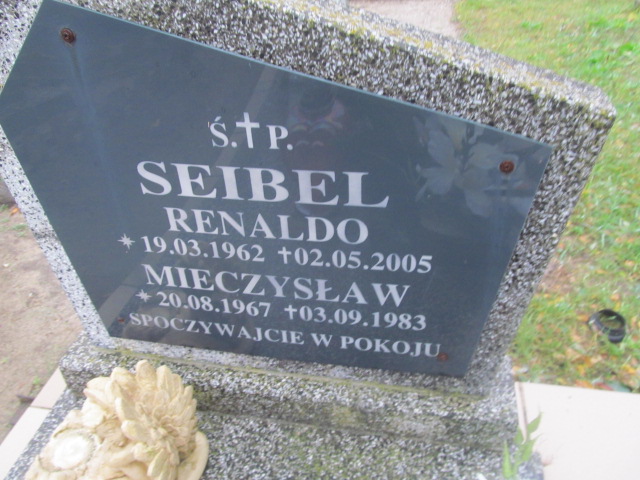 Ś.✝P.
SEIBEL
RENALDO
*19.03.1962 ✝02.05.2005
MIECZYSŁAW
*20.08.1967 ✝03.09.1983
SPOCZYWAJCIE W POKOJU